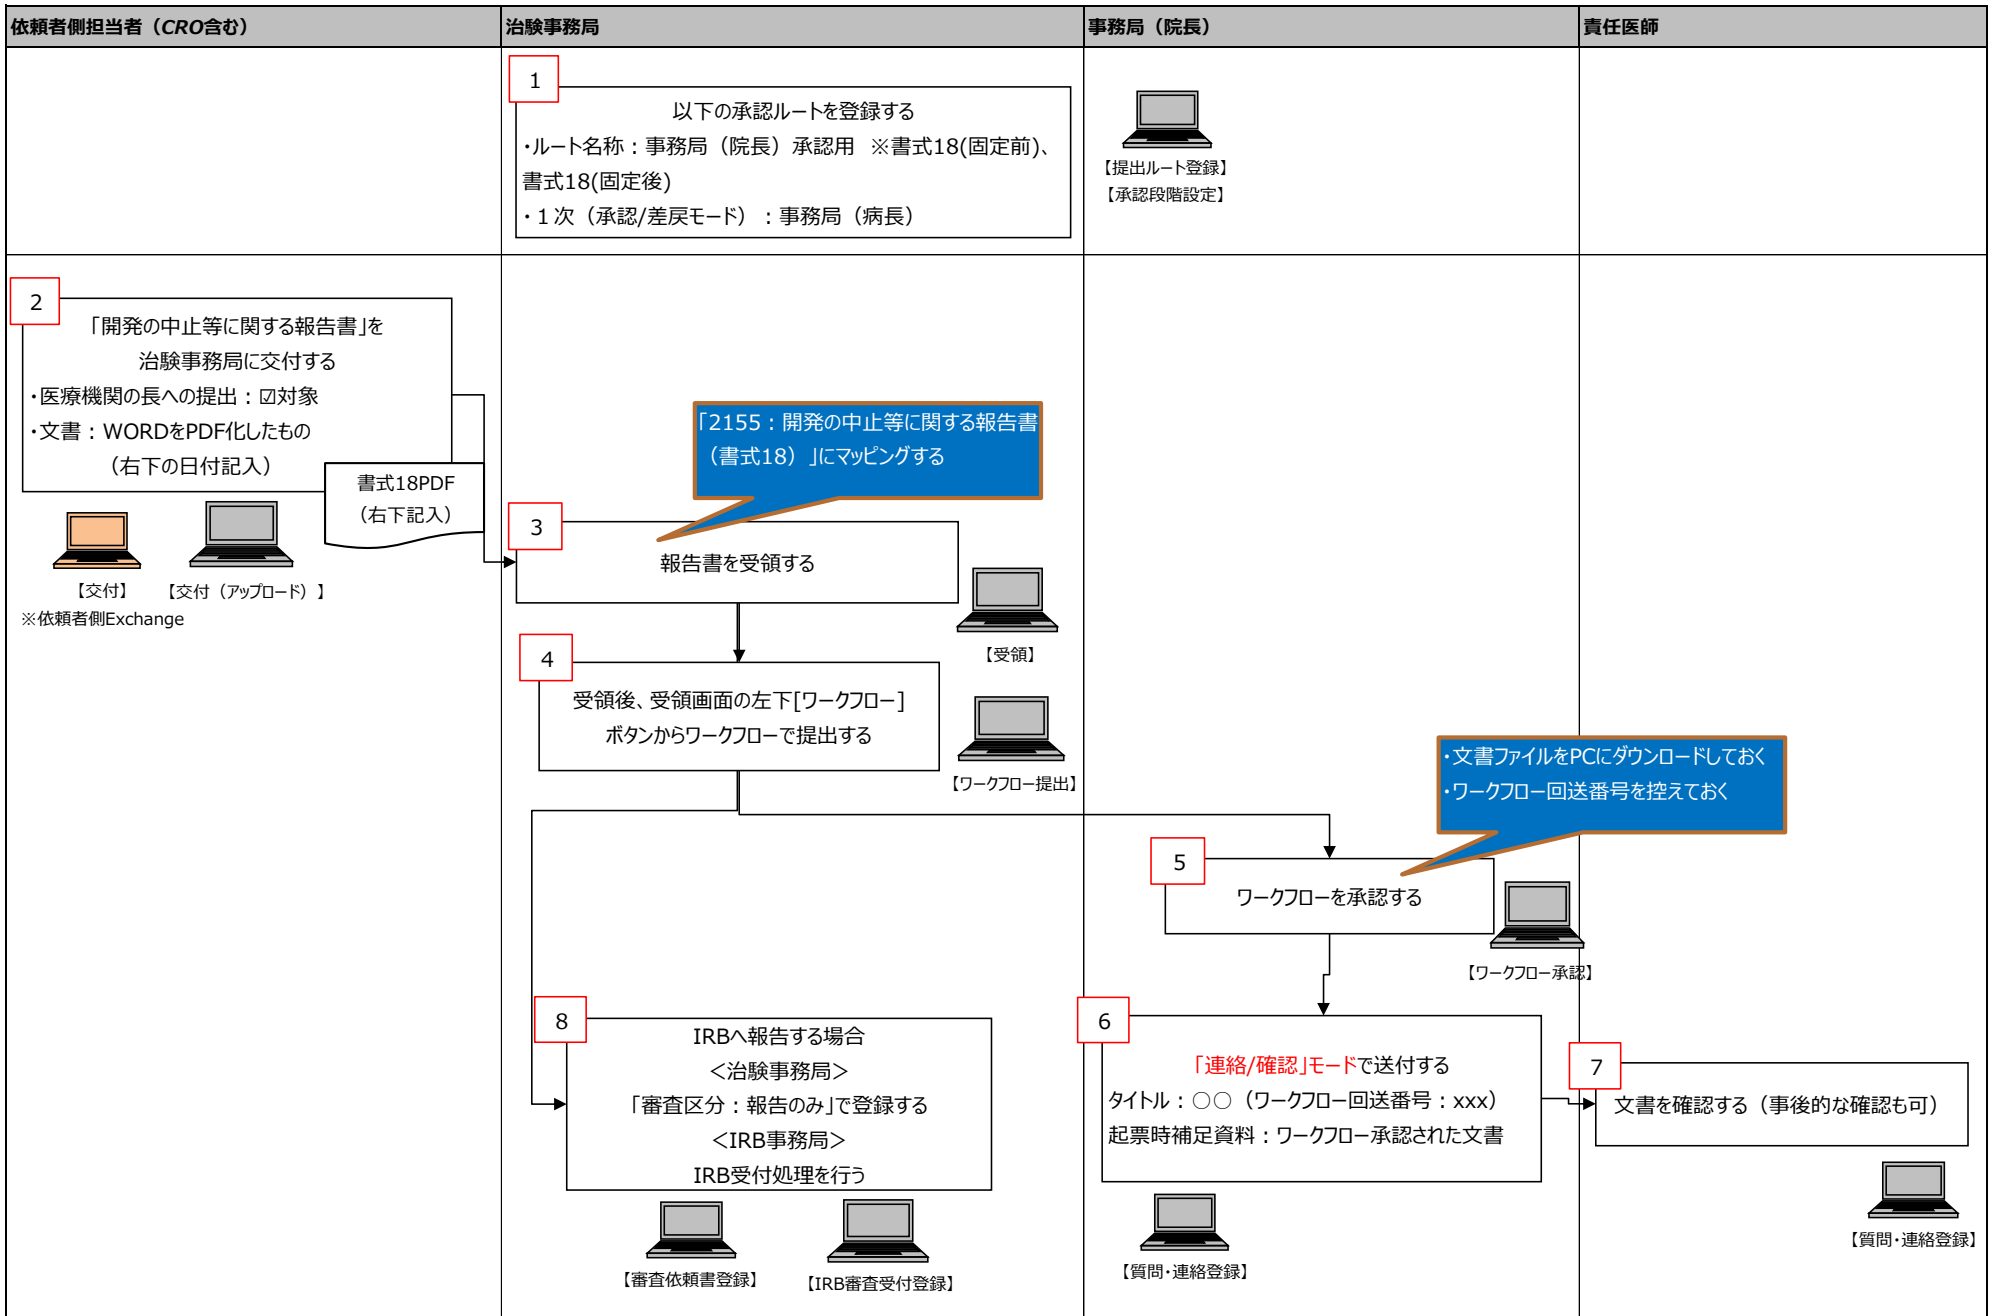 依頼者側担当者（CRO含む）
治験事務局
事務局（院長）
責任医師
1
以下の承認ルートを登録する
・ルート名称：事務局（院長）承認用　※書式18(固定前)、
書式18(固定後)
・１次（承認/差戻モード）：事務局（病長）
【提出ルート登録】
【承認段階設定】
2
「開発の中止等に関する報告書」を
治験事務局に交付する
・医療機関の長への提出：☑対象
・文書：WORDをPDF化したもの
（右下の日付記入）
書式18PDF
（右下記入）
【交付】
【交付（アップロード）】
※依頼者側Exchange
「2155：開発の中止等に関する報告書
（書式18）」にマッピングする
3
報告書を受領する
【受領】
4
受領後、受領画面の左下[ワークフロー]
ボタンからワークフローで提出する
【ワークフロー提出】
・文書ファイルをPCにダウンロードしておく
・ワークフロー回送番号を控えておく
5
ワークフローを承認する
【ワークフロー承認】
8
IRBへ報告する場合
＜治験事務局＞
「審査区分：報告のみ」で登録する
＜IRB事務局＞
IRB受付処理を行う
【審査依頼書登録】
【IRB審査受付登録】
6
「連絡/確認」モードで送付する
タイトル：○○（ワークフロー回送番号：xxx）
起票時補足資料：ワークフロー承認された文書
【質問・連絡登録】
7
文書を確認する（事後的な確認も可）
【質問・連絡登録】